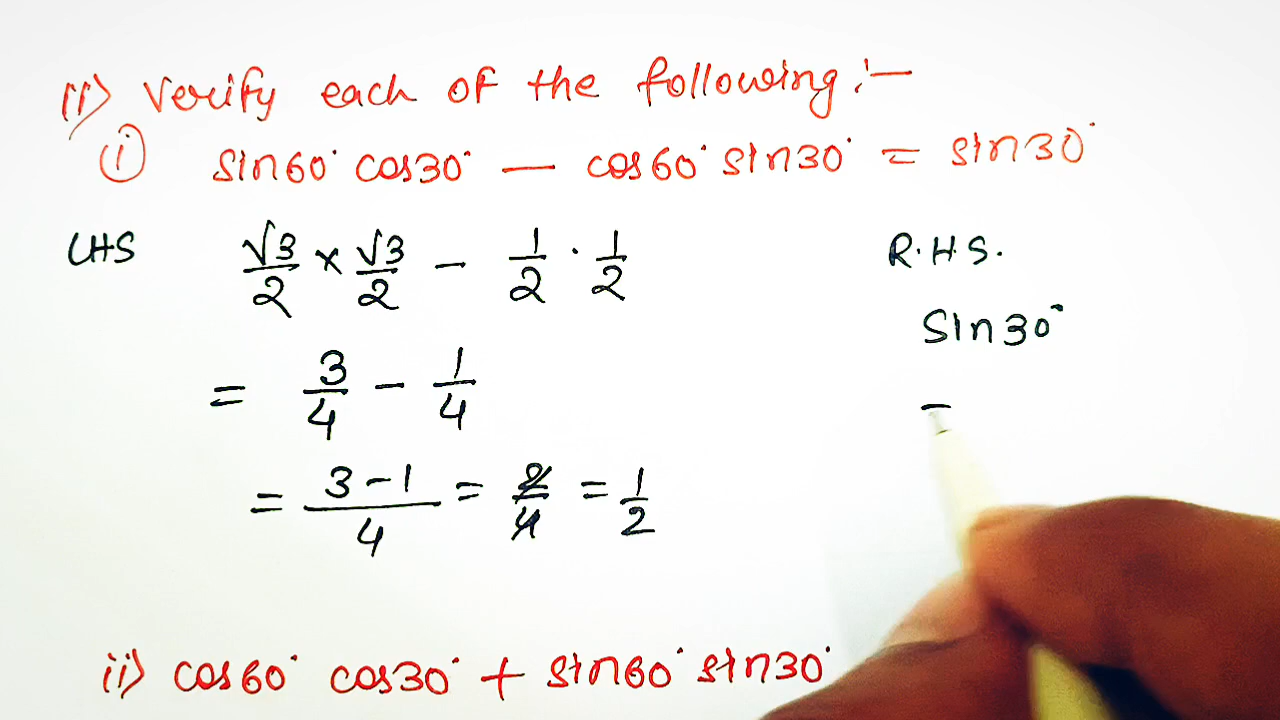 11) Verify each of the following :-
(i) sin60° cos30° - cos60° sin30° = sin30°
LHS √3/2 × √3/2 - 1/2 · 1/2 R.H.S.
sin30°
= 3/4 - 1/4
= 3-1/4 = 2/4 = 1/2
ii) cos60° cos30° + sin60° sin30°